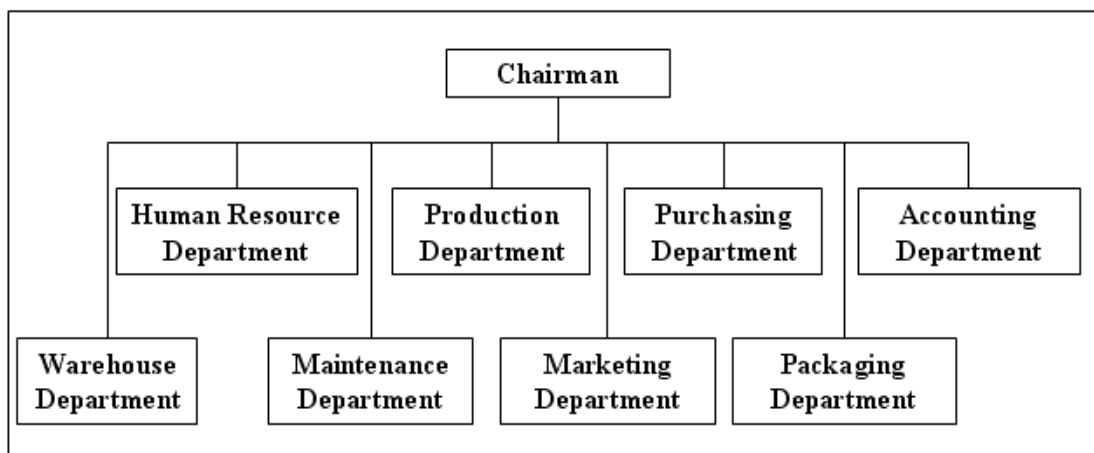 Chairman
Human Resource
Department
Production
Department
Purchasing
Department
Accounting
Department
Warehouse
Department
Maintenance
Department
Marketing
Department
Packaging
Department